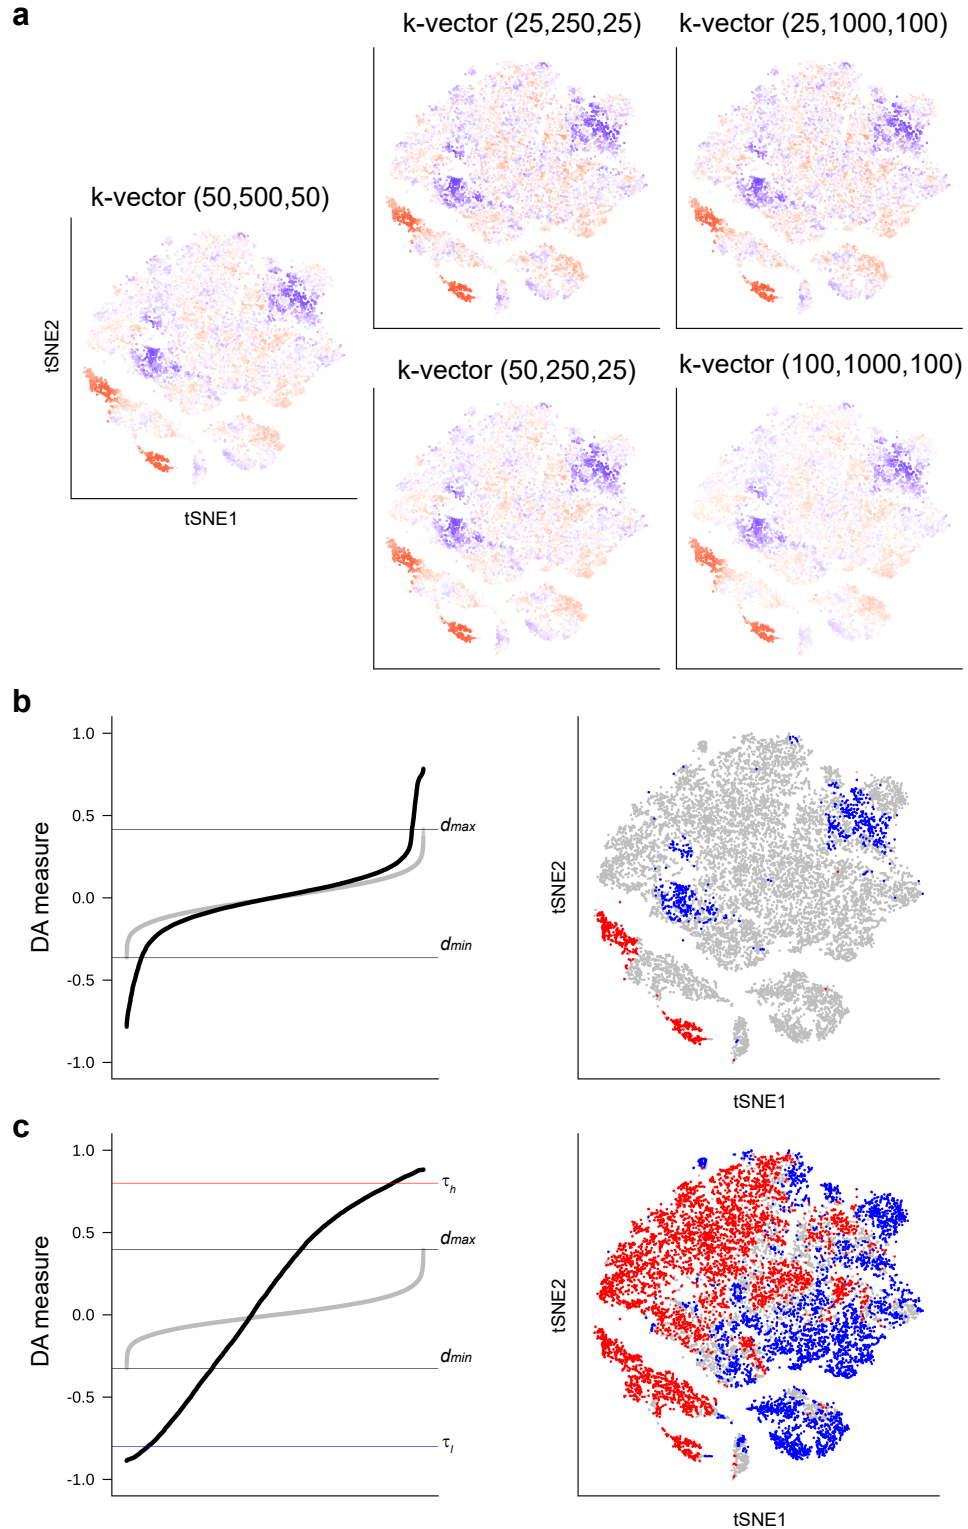 a
k-vector (25,250,25)
k-vector (25,1000,100)
k-vector (50,500,50)
tSNE2
tSNE1
k-vector (50,250,25)
k-vector (100,1000,100)
b
1.0
0.5
0.0
-0.5
-1.0
DA measure
dmax
dmin
tSNE2
tSNE1
c
1.0
0.5
0.0
-0.5
-1.0
DA measure
τh
dmax
dmin
τl
tSNE2
tSNE1